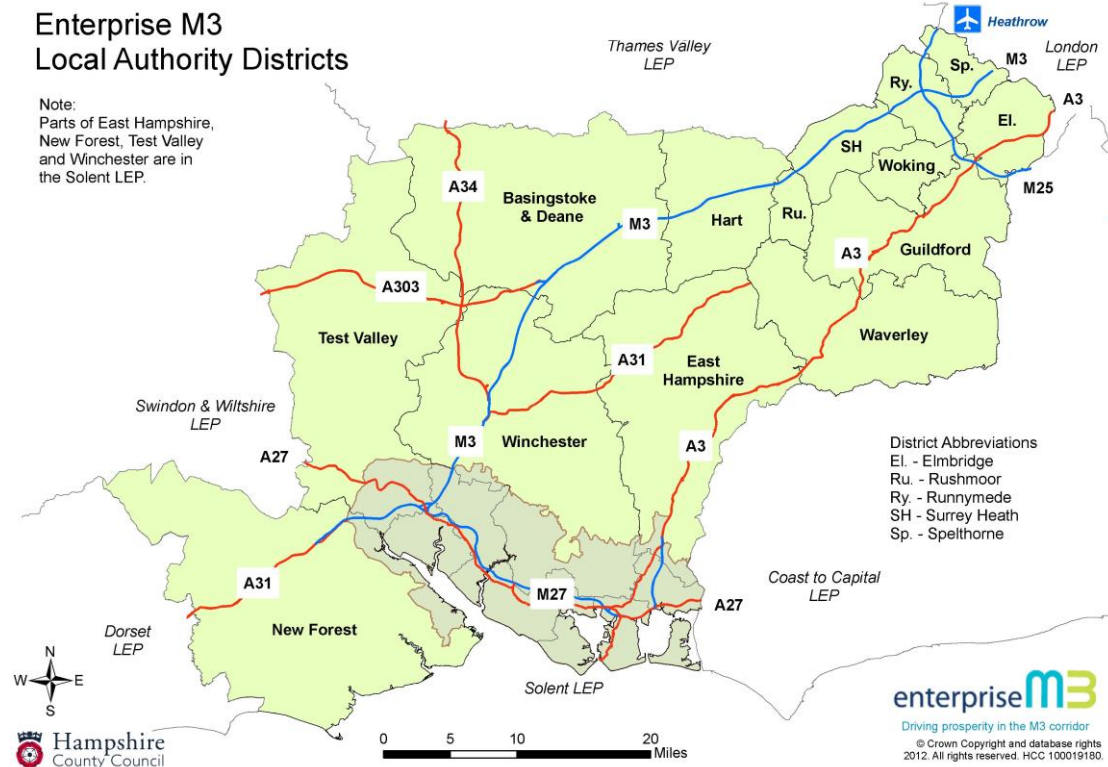 Enterprise M3
Local Authority Districts
Note:
Parts of East Hampshire,
New Forest, Test Valley
and Winchester are in
the Solent LEP.
Thames Valley
LEP
Heathrow
London
LEP
Sp.
M3
Ry.
A3
El.
SH
Woking
M25
A34
Basingstoke
& Deane
M3
Hart
Ru.
A3
Guildford
A303
Test Valley
A31
East
Hampshire
Waverley
Swindon & Wiltshire
LEP
A27
M3
Winchester
A3
District Abbreviations
El. - Elmbridge
Ru. - Rushmoor
Ry. - Runnymede
SH - Surrey Heath
Sp. - Spelthorne
A31
M27
A27
Coast to Capital
LEP
Dorset
LEP
New Forest
Solent LEP
N
W
E
S
Hampshire
County Council
0
5
10
20
Miles
enterprise M3
Driving prosperity in the M3 corridor
© Crown Copyright and database rights
2012. All rights reserved. HCC 100019180.